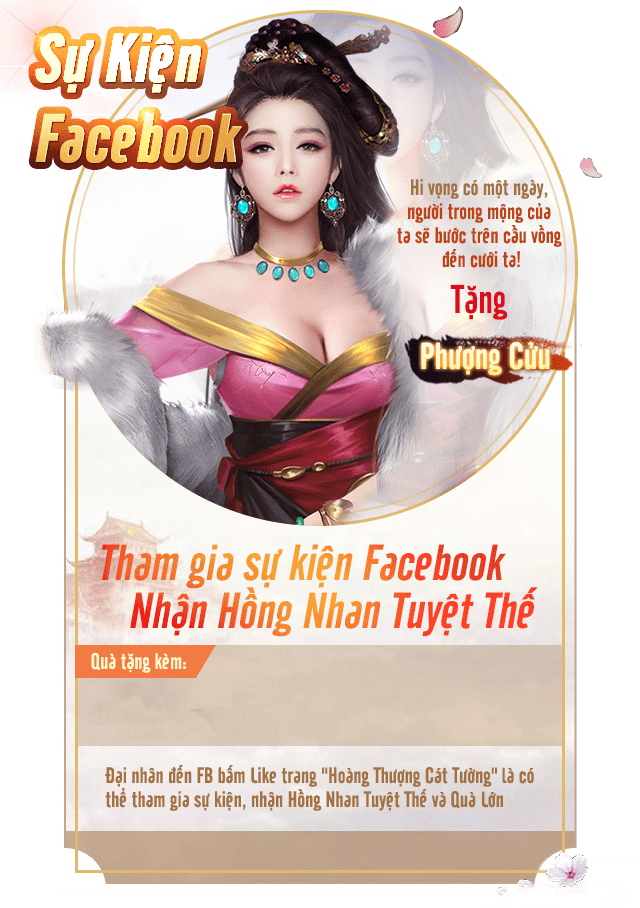 Sự Kiện
Facebook
Hi vọng có một ngày,
người trong mộng của
ta sẽ bước trên cầu vồng
đến cưới ta!
Tặng
Phượng Cửu
Tham gia sự kiện Facebook
Nhận Hồng Nhan Tuyệt Thế
Quà tặng kèm:
Đại nhân đến FB bấm Like trang "Hoàng Thượng Cát Tường" là có
thể tham gia sự kiện, nhận Hồng Nhan Tuyệt Thế và Quà Lớn